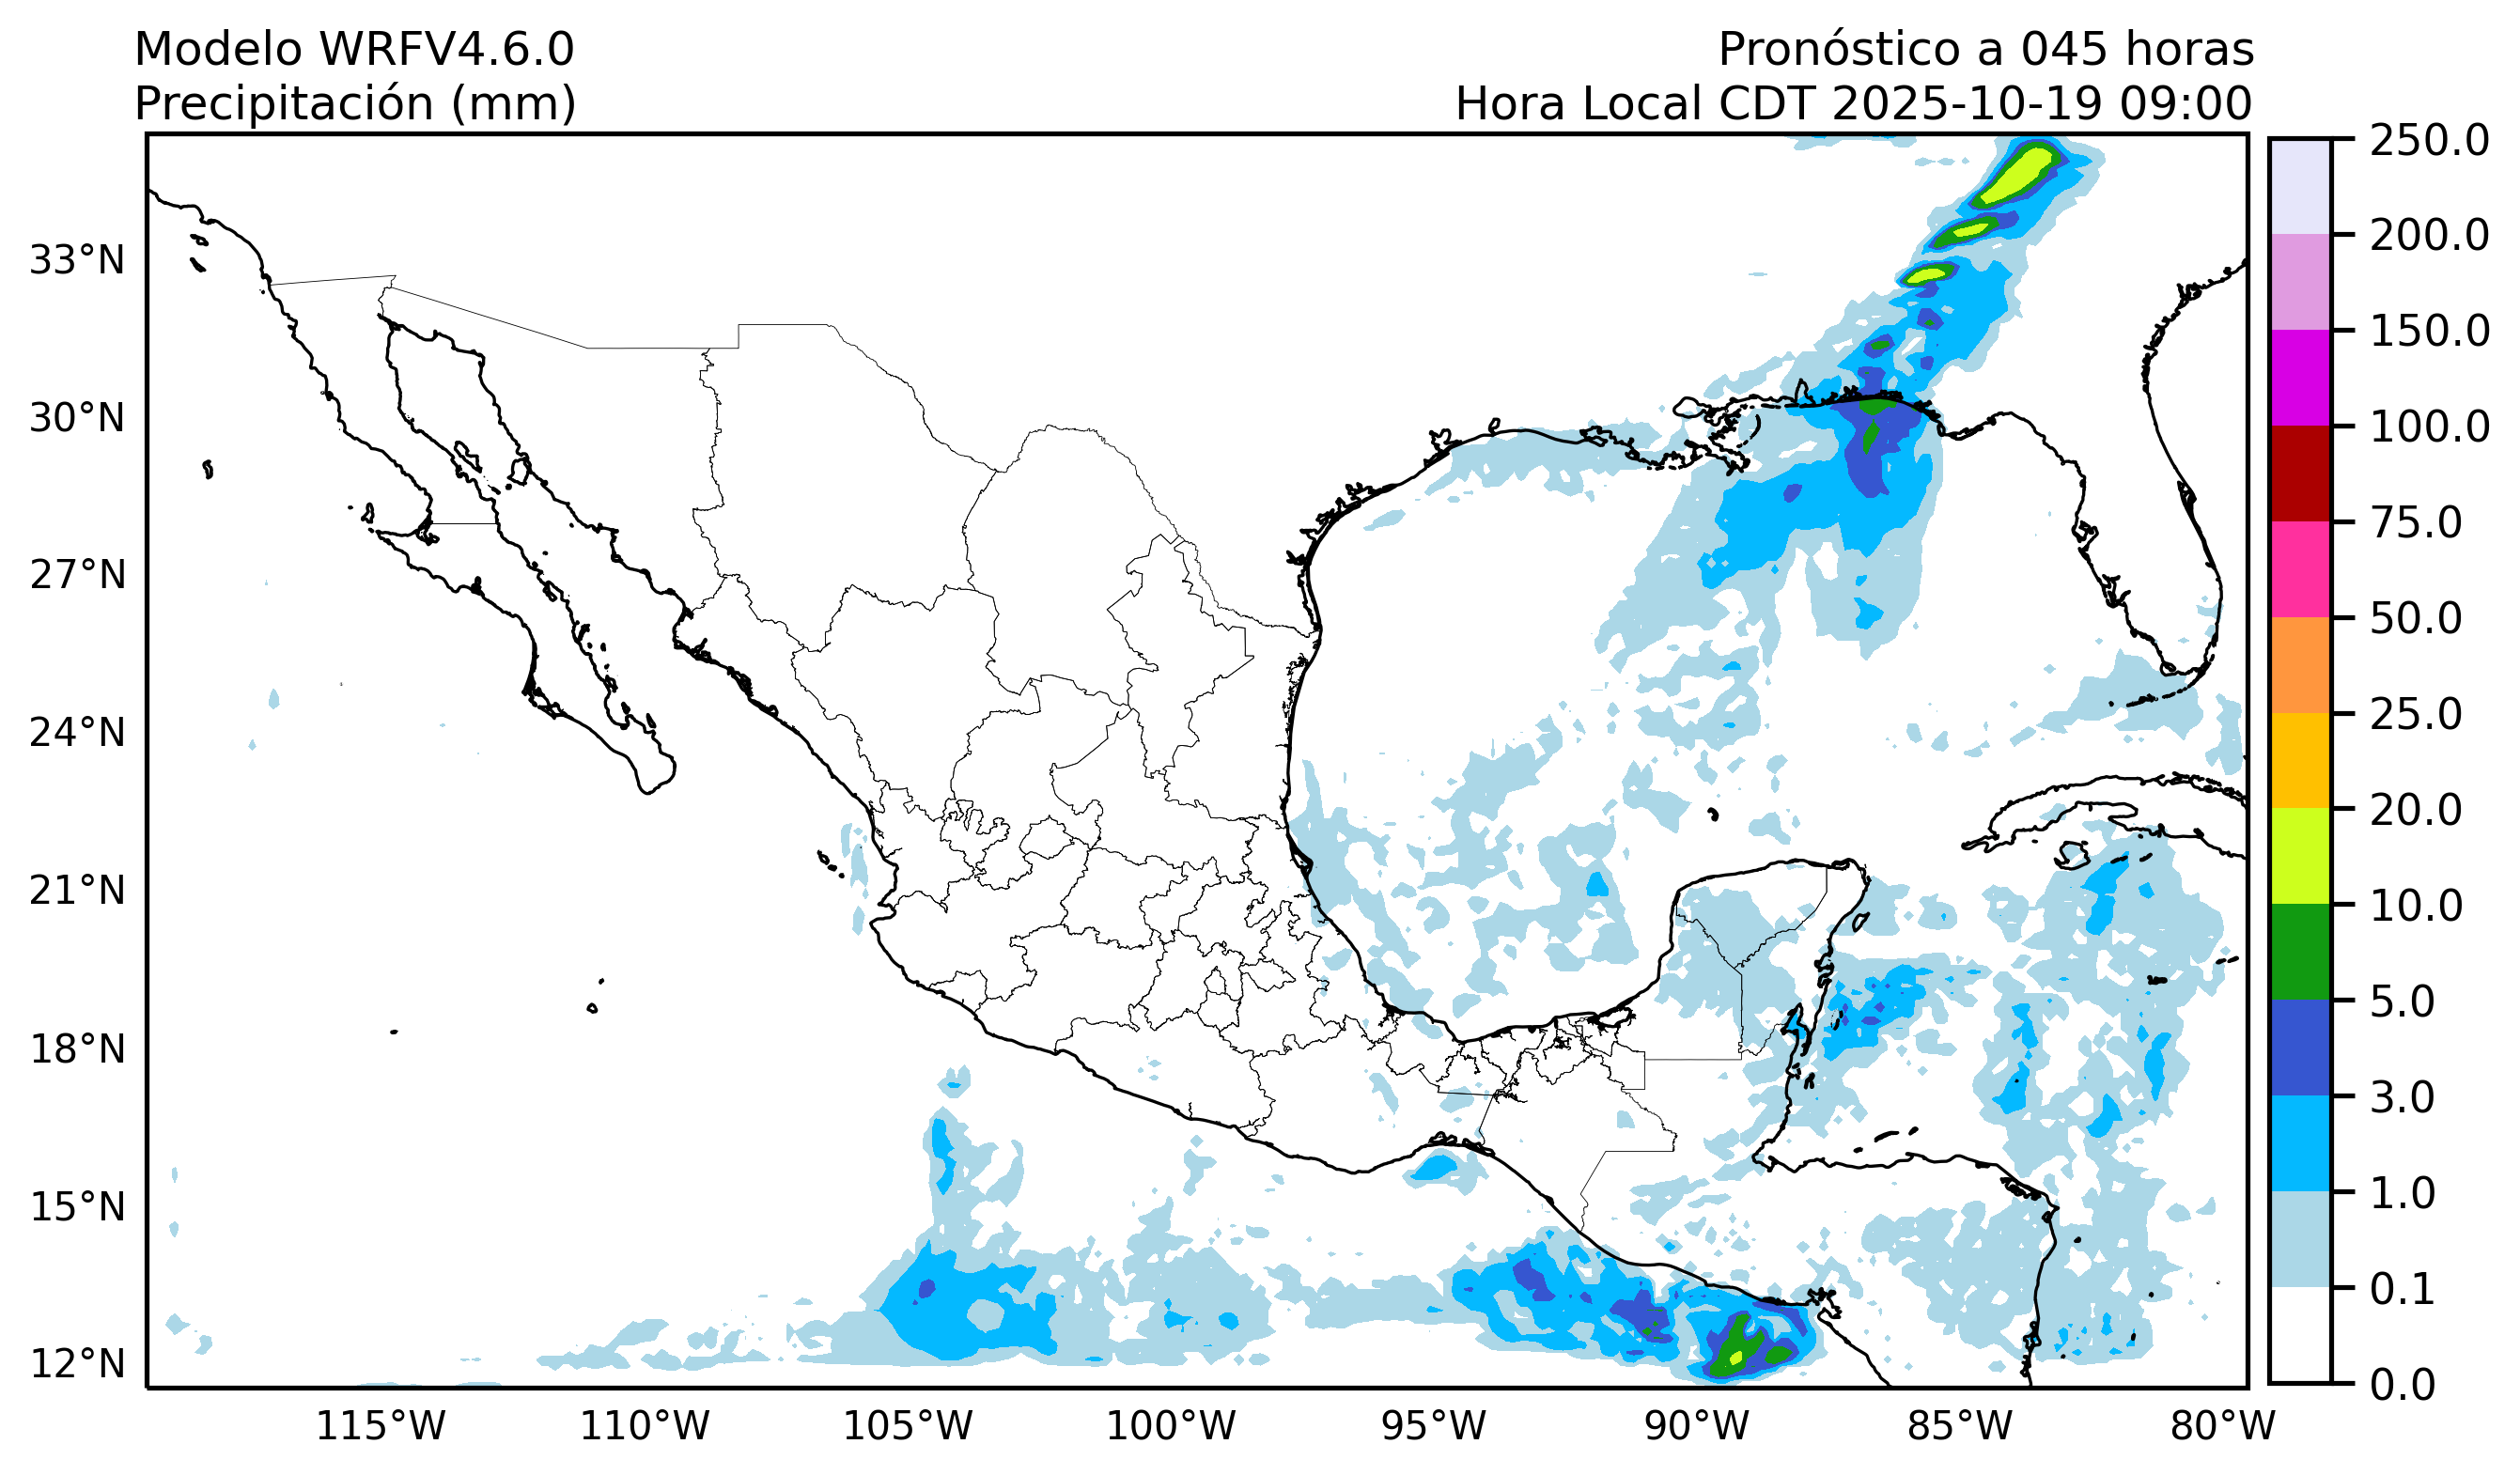 Modelo WRFV4.6.0
Precipitación (mm)
Pronóstico a 045 horas
Hora Local CDT 2025-10-19 09:00
33°N
30°N
27°N
24°N
21°N
18°N
15°N
12°N
115°W
110°W
105°W
100°W
95°W
90°W
85°W
80°W
250.0
200.0
150.0
100.0
75.0
50.0
25.0
20.0
10.0
5.0
3.0
1.0
0.1
0.0